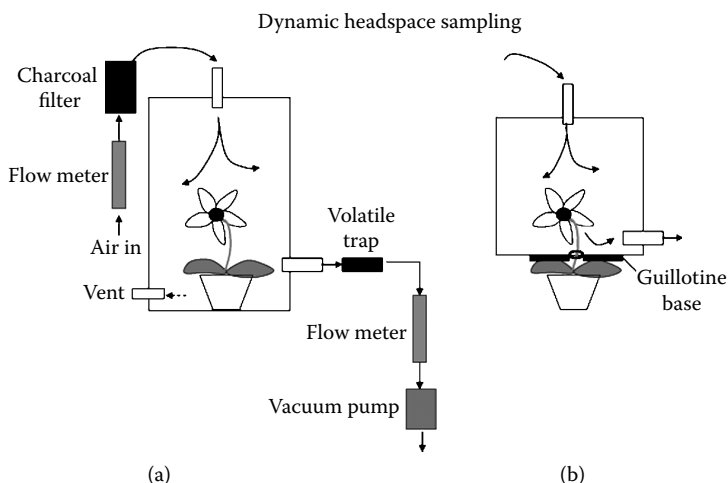 Dynamic headspace sampling
Charcoal
filter
Flow meter
Air in
Vent
Volatile
trap
Flow meter
Vacuum pump
(a)
Guillotine
base
(b)